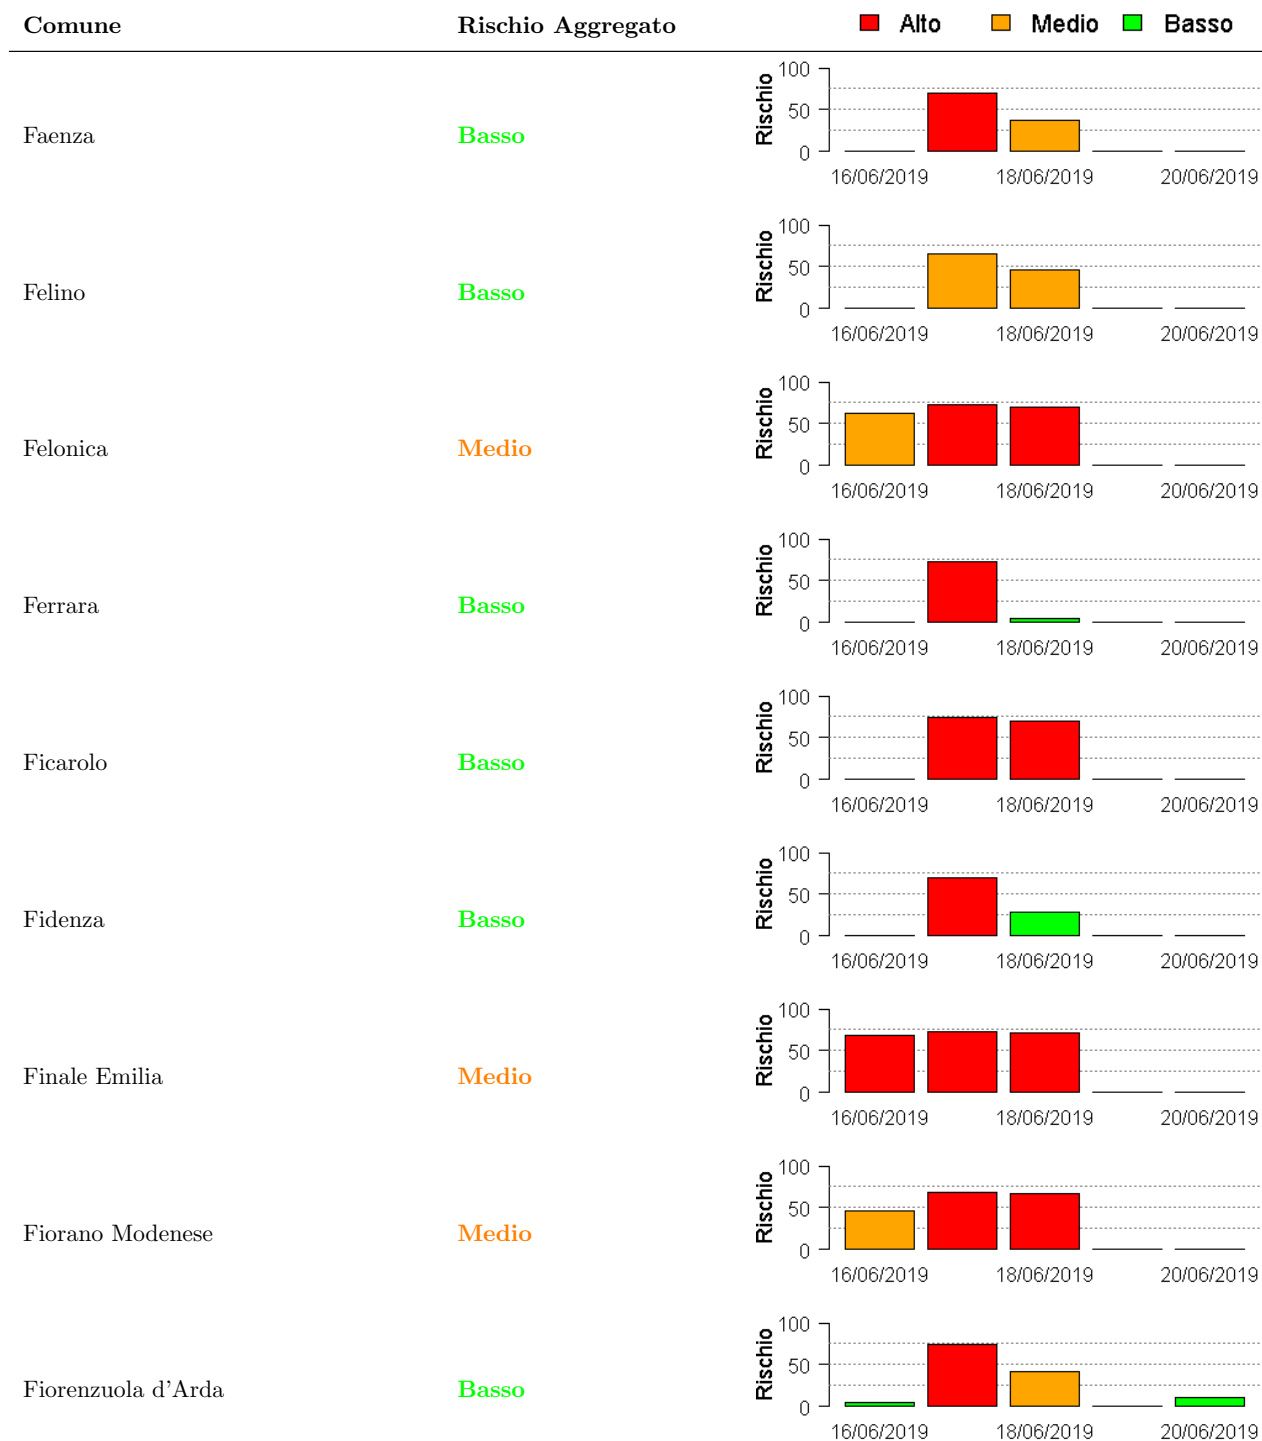 Comune Rischio Aggregato Alto Medio Basso
Faenza Basso
Rischio
100
50
0
16/06/2019 18/06/2019 20/06/2019
Felino Basso
Rischio
100
50
0
16/06/2019 18/06/2019 20/06/2019
Felonica Medio
Rischio
100
50
0
16/06/2019 18/06/2019 20/06/2019
Ferrara Basso
Rischio
100
50
0
16/06/2019 18/06/2019 20/06/2019
Ficarolo Basso
Rischio
100
50
0
16/06/2019 18/06/2019 20/06/2019
Fidenza Basso
Rischio
100
50
0
16/06/2019 18/06/2019 20/06/2019
Finale Emilia Medio
Rischio
100
50
0
16/06/2019 18/06/2019 20/06/2019
Fiorano Modenese Medio
Rischio
100
50
0
16/06/2019 18/06/2019 20/06/2019
Fiorenzuola d'Arda Basso
Rischio
100
50
0
16/06/2019 18/06/2019 20/06/2019